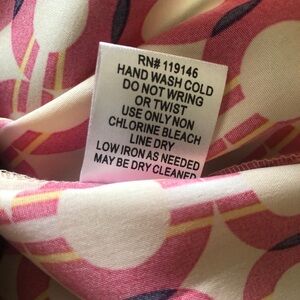 RN# 119146
HAND WASH COLD
DO NOT WRING
OR TWIST
USE ONLY NON
CHLORINE BLEACH
LINE DRY
LOW IRON AS NEEDED
MAY BE DRY CLEANED